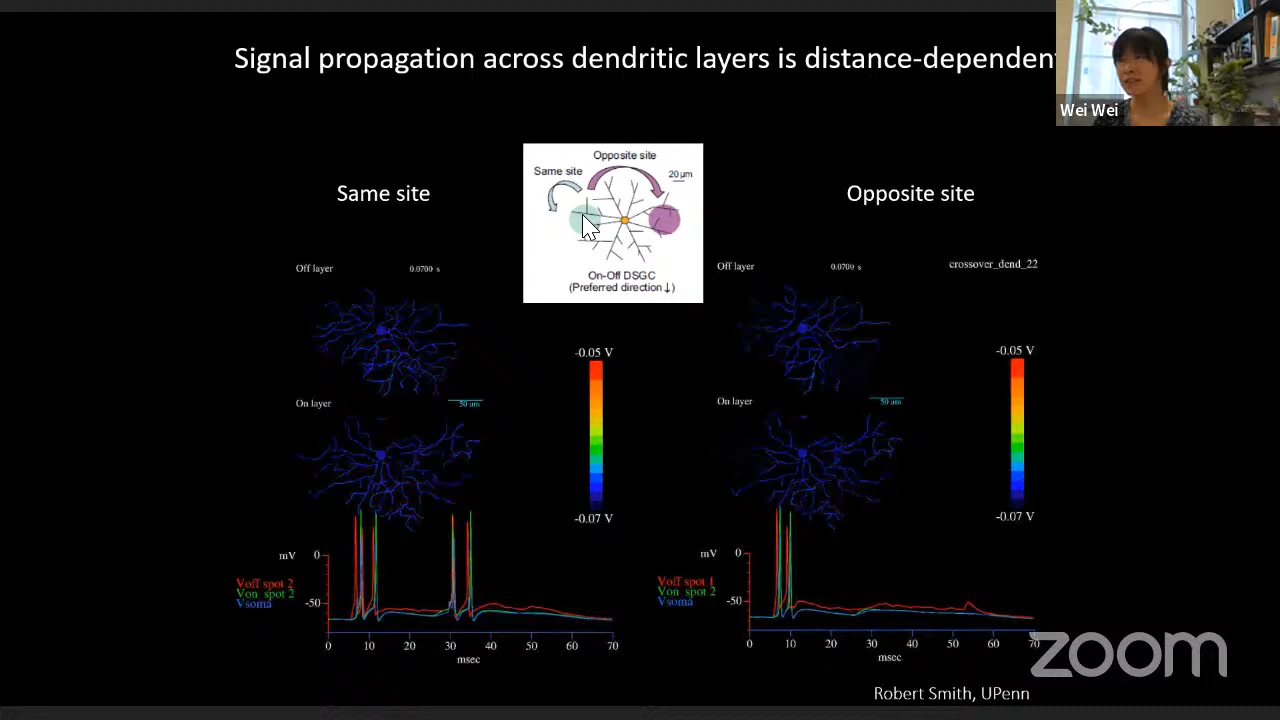 Signal propagation across dendritic layers is distance-dependent
Wei Wei
Same site
Opposite site
Opposite site
Same site
20 µm
On-Off DSGC
(Preferred direction ↓)
Off layer
0.0700 s
On layer
50 um
-0.05 V
-0.07 V
mV
0
-50
Voff spot 2
Von spot 2
Vsoma
0 10 20 30 40 50 60 70
msec
Off layer
0.0700 s
crossover_dend_22
On layer
50 um
-0.05 V
-0.07 V
mV
0
-50
Voff spot 1
Von spot 2
Vsoma
0 10 20 30 40 50 60 70
msec
zoom
Robert Smith, UPenn